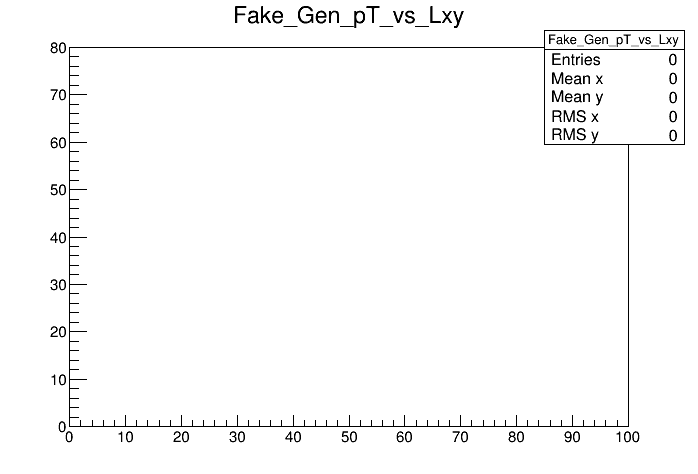 Fake_Gen_pT_vs_Lxy
Fake_Gen_pT_vs_Lxy
Entries 0
Mean x 0
Mean y 0
RMS x 0
RMS y 0
80
70
60
50
40
30
20
10
0
0 10 20 30 40 50 60 70 80 90 100